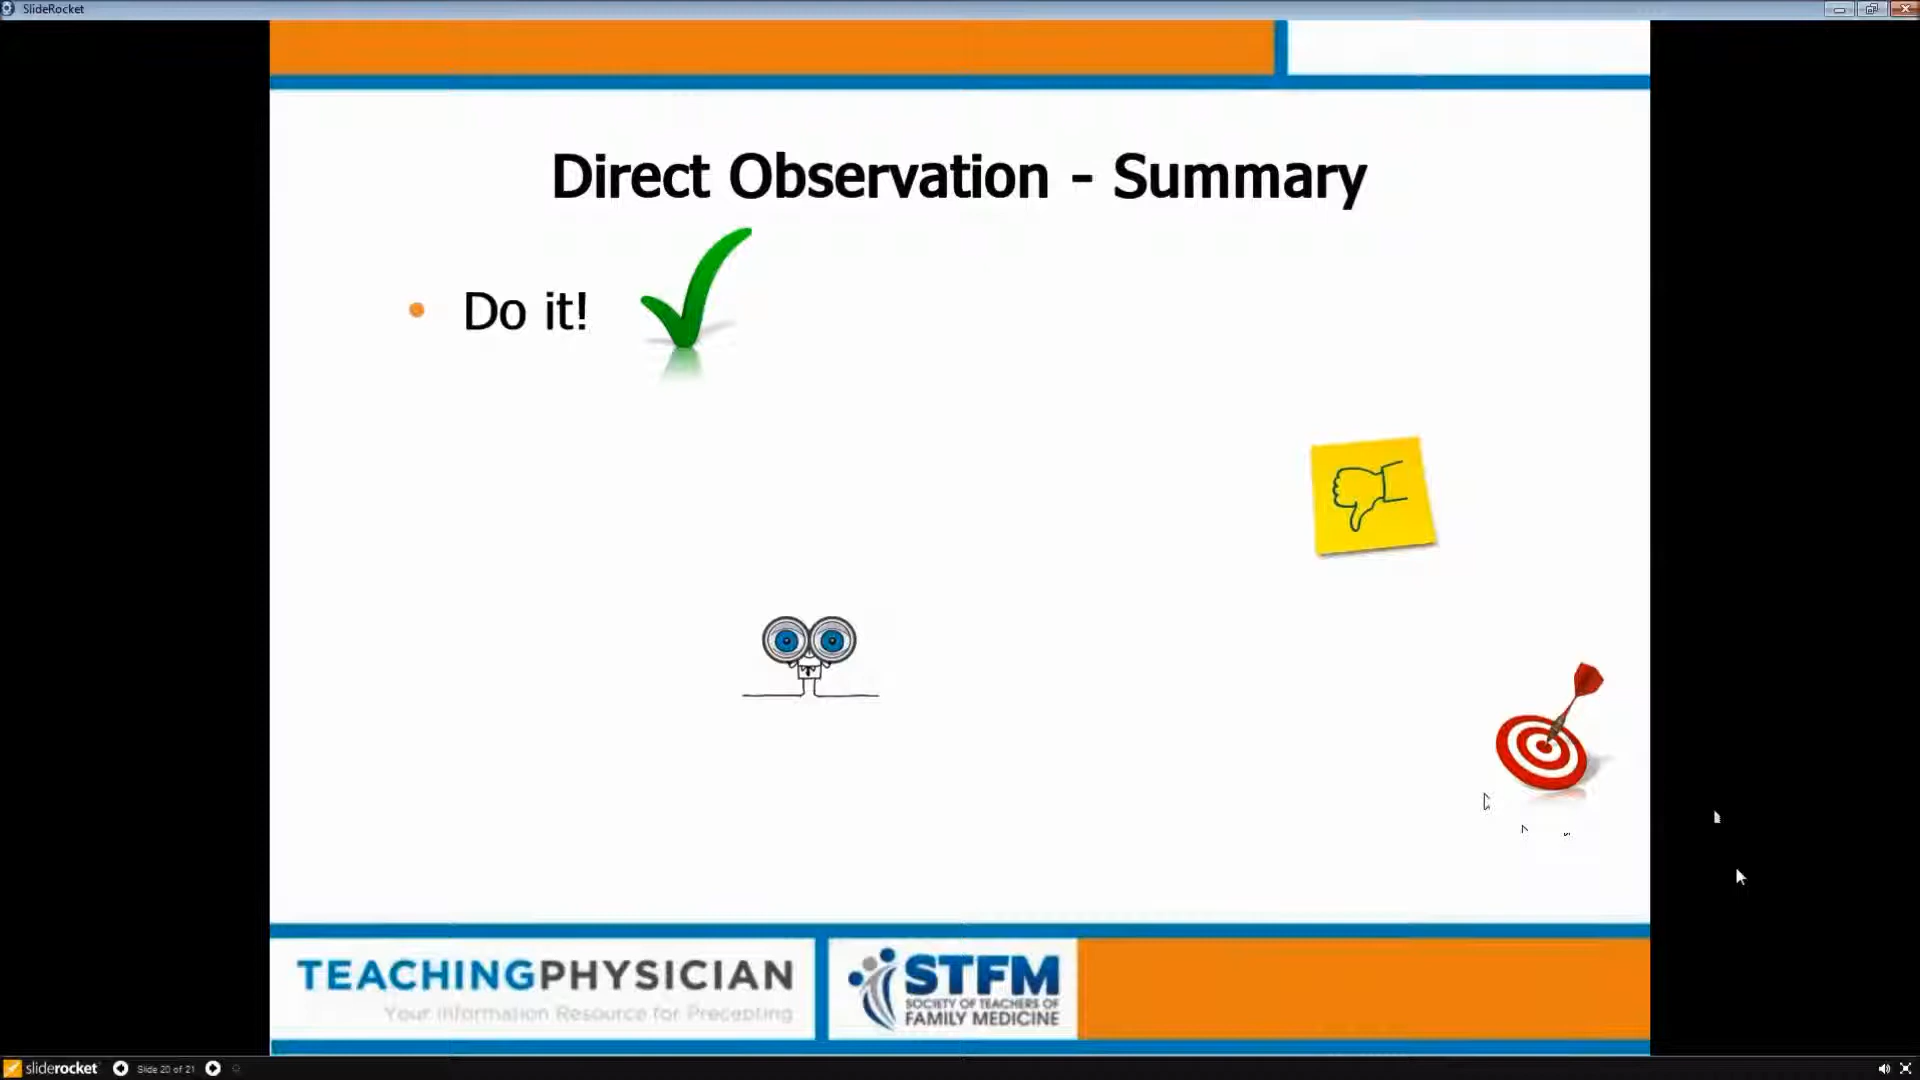 SlideRocket
Direct Observation - Summary
• Do it!
TEACHINGPHYSICIAN
Your Information Resource for Precepting
STFM
SOCIETY OF TEACHERS OF
FAMILY MEDICINE
sliderocket
Slide 20 of 21